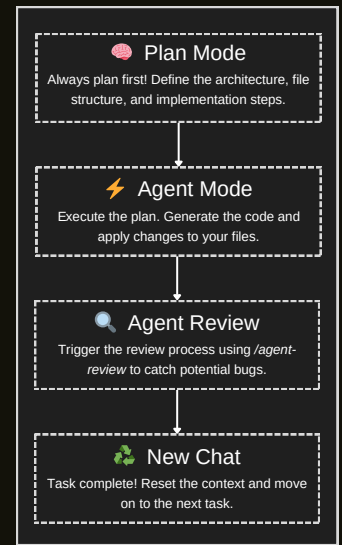 🧠 Plan Mode
Always plan first! Define the architecture, file
structure, and implementation steps.
⚡ Agent Mode
Execute the plan. Generate the code and
apply changes to your files.
🔍 Agent Review
Trigger the review process using /agent-
review to catch potential bugs.
♻️ New Chat
Task complete! Reset the context and move
on to the next task.